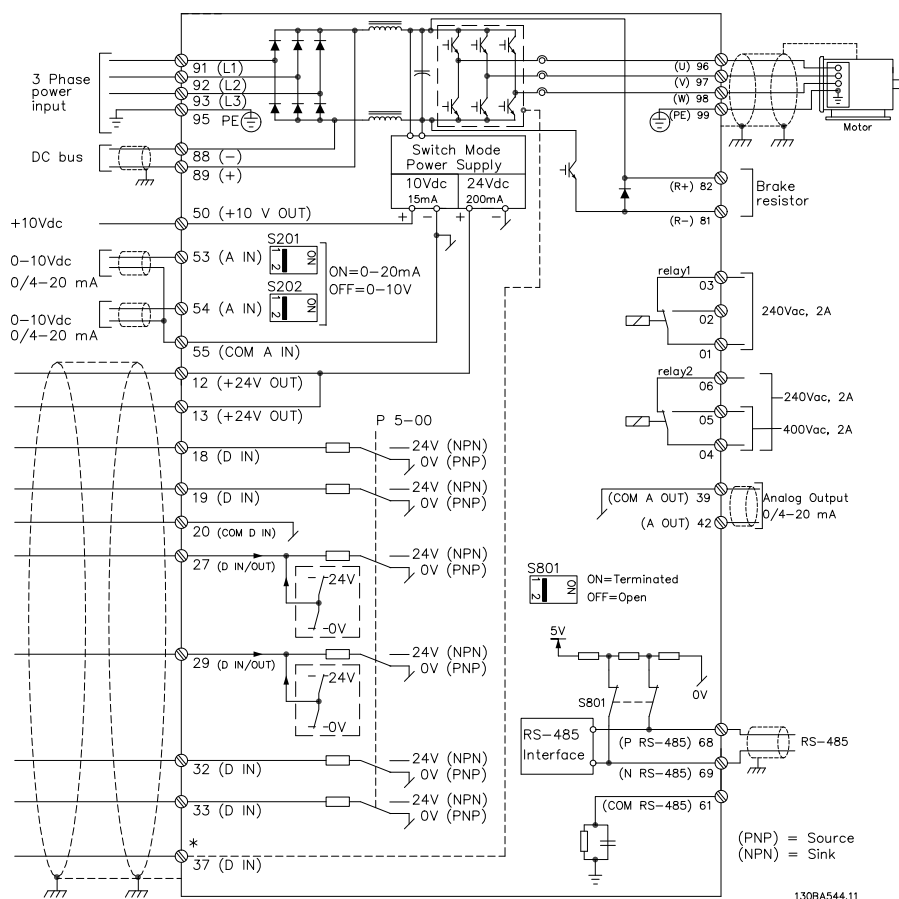 3 Phase
power
input
91 (L1)
92 (L2)
93 (L3)
95 PE
DC bus
88 (-)
89 (+)
Switch Mode
Power Supply
10Vdc
15mA
24Vdc
200mA
+ - + -
(U) 96
(V) 97
(W) 98
(PE) 99
Motor
(R+) 82
(R-) 81
Brake
resistor
+10Vdc
50 (+10 V OUT)
0-10Vdc
0/4-20 mA
53 (A IN)
S201
1 2
ON
S202
1 2
ON
ON=0-20mA
OFF=0-10V
0-10Vdc
0/4-20 mA
54 (A IN)
55 (COM A IN)
12 (+24V OUT)
13 (+24V OUT)
P 5-00
18 (D IN)
24V (NPN)
0V (PNP)
19 (D IN)
24V (NPN)
0V (PNP)
20 (COM D IN)
27 (D IN/OUT)
24V (NPN)
0V (PNP)
24V
0V
29 (D IN/OUT)
24V (NPN)
0V (PNP)
24V
0V
32 (D IN)
24V (NPN)
0V (PNP)
33 (D IN)
24V (NPN)
0V (PNP)
*
37 (D IN)
relay1
03
02
01
240Vac, 2A
relay2
06
05
04
240Vac, 2A
400Vac, 2A
(COM A OUT) 39
(A OUT) 42
Analog Output
0/4-20 mA
S801
1 2
ON
ON=Terminated
OFF=Open
5V
S801
0V
RS-485
Interface
(P RS-485) 68
(N RS-485) 69
(COM RS-485) 61
RS-485
(PNP) = Source
(NPN) = Sink
130BA544.11